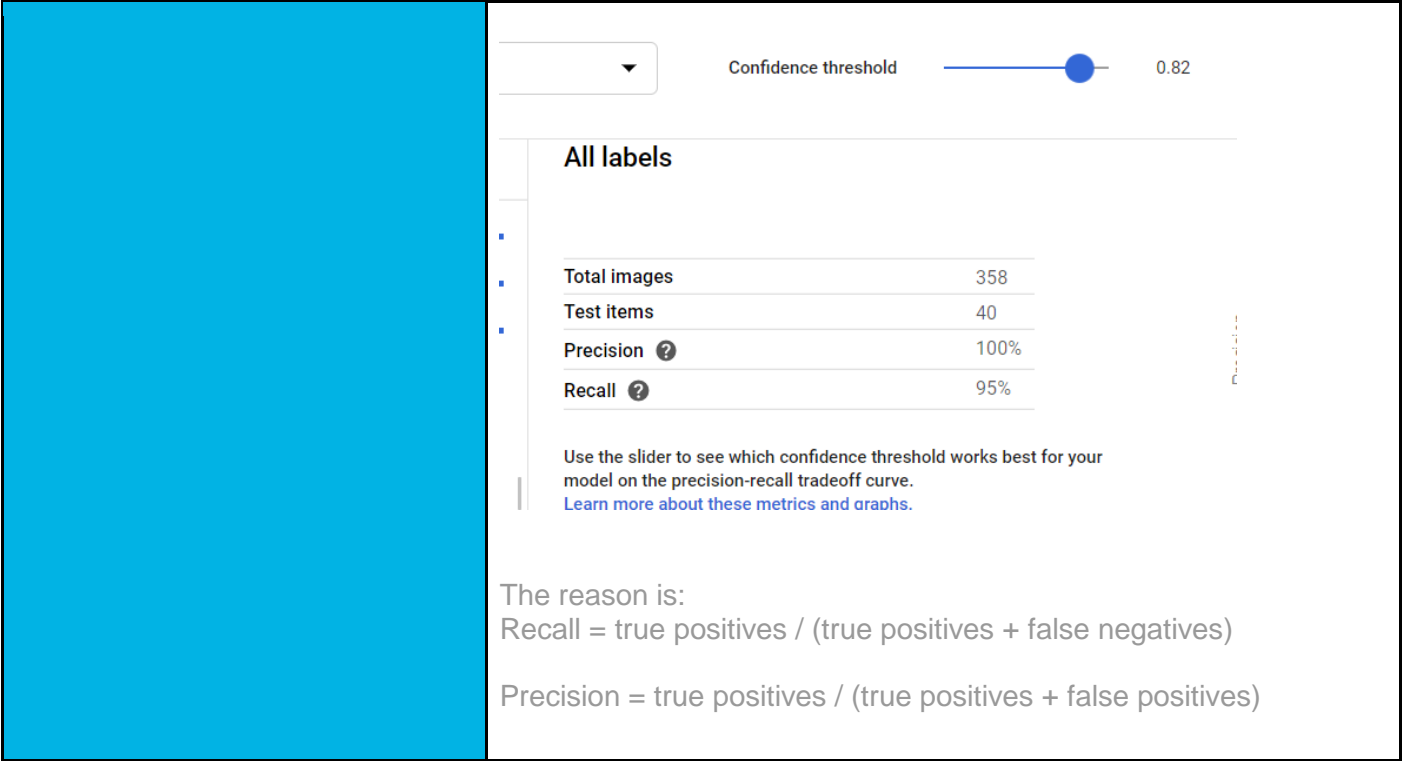 Confidence threshold 0.82
All labels
Total images 358
Test items 40
Precision 100%
Recall 95%
Use the slider to see which confidence threshold works best for your
model on the precision-recall tradeoff curve.
Learn more about these metrics and graphs.
The reason is:
Recall = true positives / (true positives + false negatives)
Precision = true positives / (true positives + false positives)